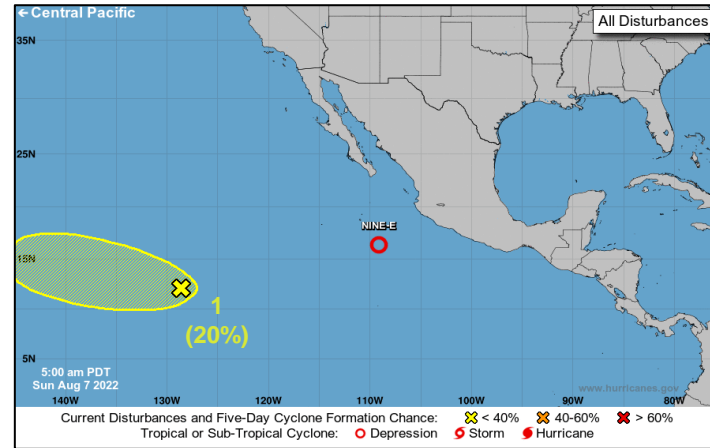 ←Central Pacific
All Disturbances
35N
25N
NINE-E
15N
1
(20%)
5N
5:00 am PDT
Sun Aug 7 2022
www.hurricanes.gov
140W 130W 120W 110W 100W 90W 80W
Current Disturbances and Five-Day Cyclone Formation Chance: < 40% 40-60% > 60%
Tropical or Sub-Tropical Cyclone: Depression Storm Hurricane